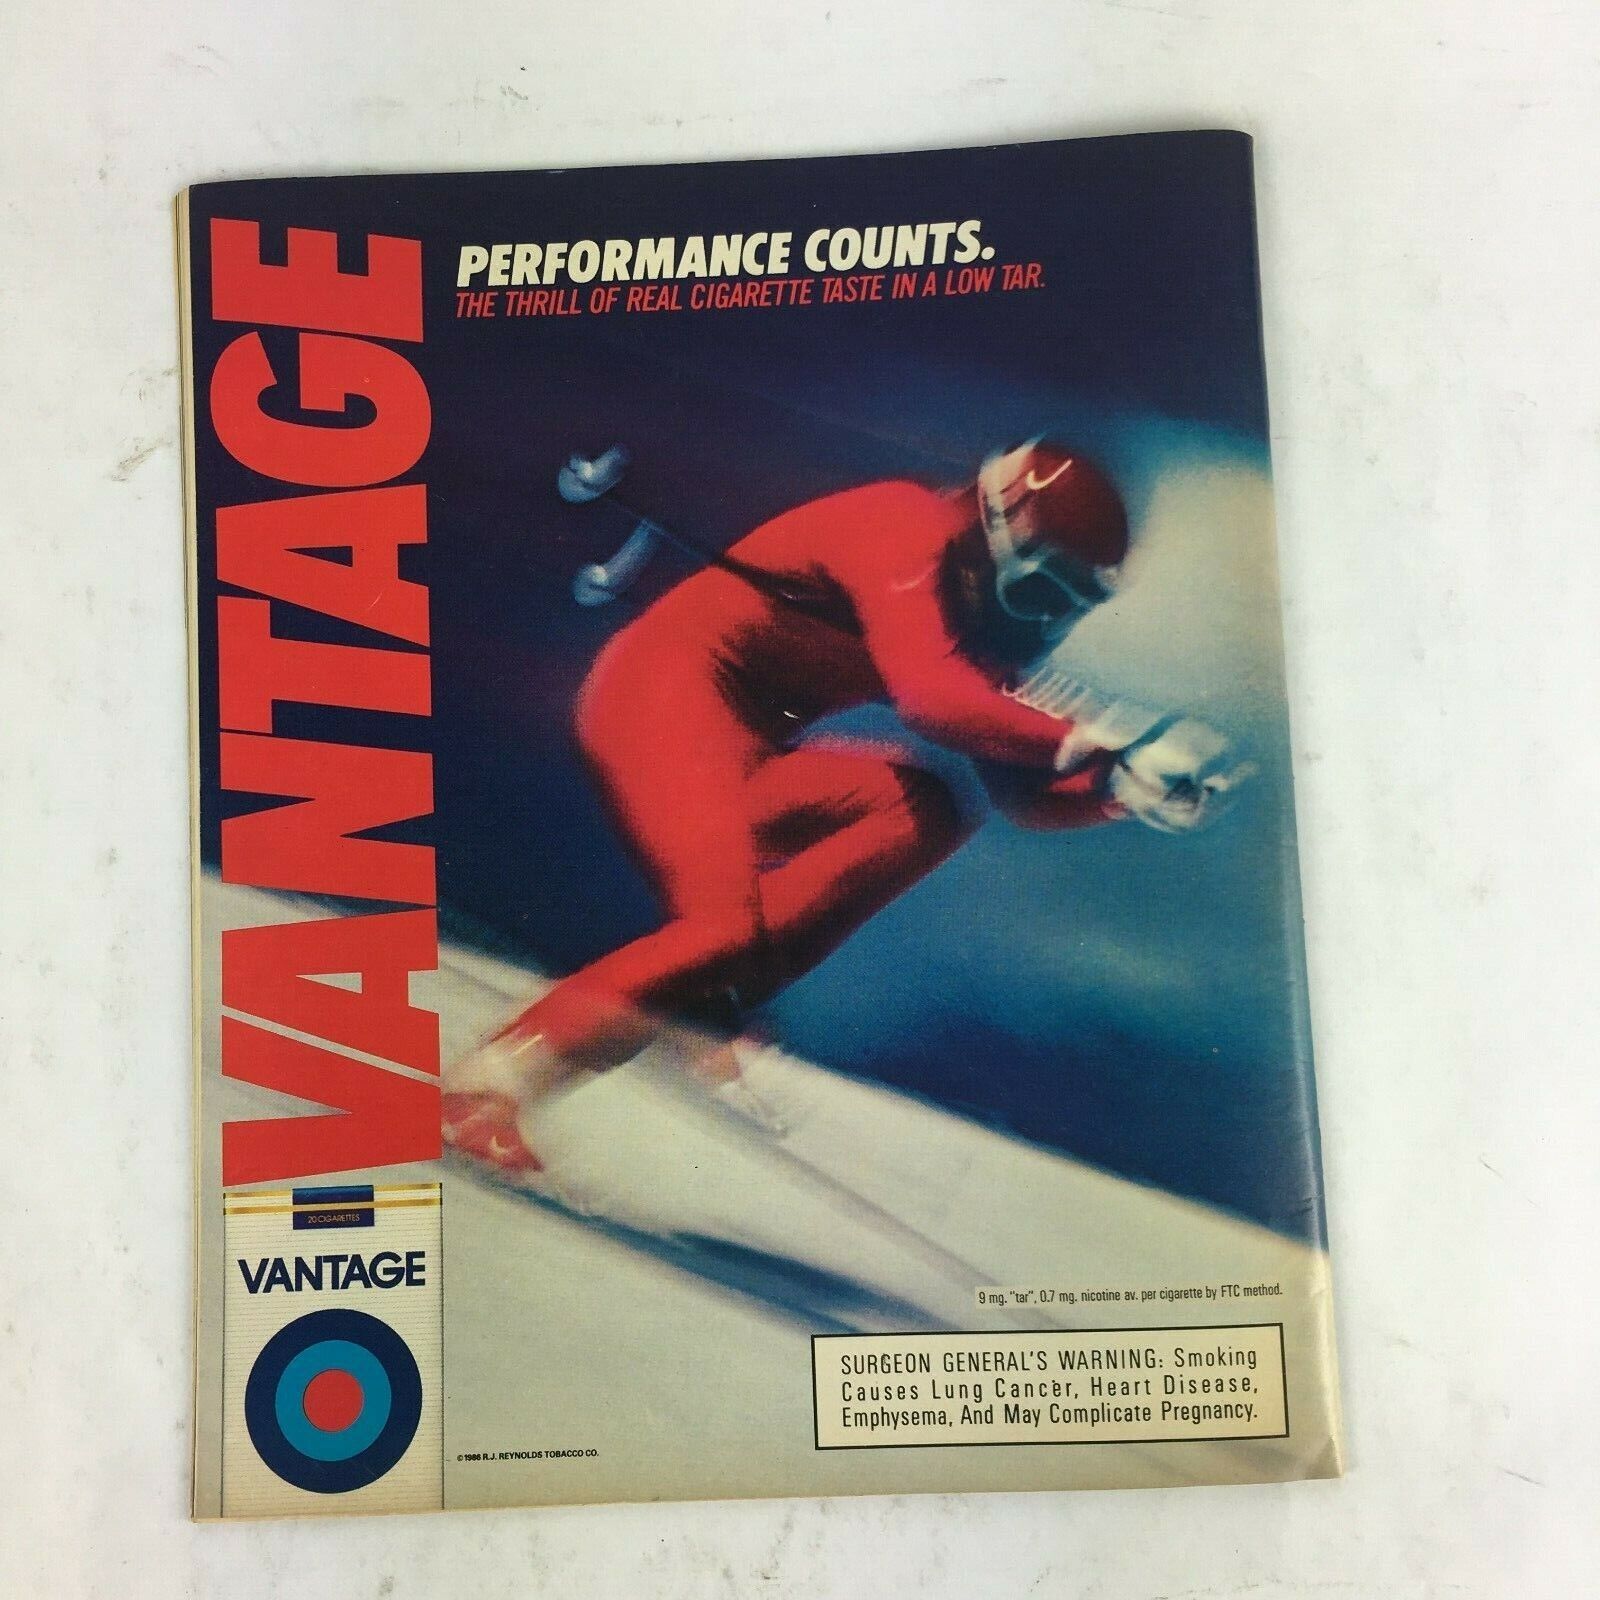 VANTAGE
PERFORMANCE COUNTS.
THE THRILL OF REAL CIGARETTE TASTE IN A LOW TAR.
20 CIGARETTES
VANTAGE
9 mg. "tar", 0.7 mg. nicotine av. per cigarette by FTC method.
SURGEON GENERAL'S WARNING: Smoking
Causes Lung Cancer, Heart Disease,
Emphysema, And May Complicate Pregnancy.
©1986 R.J. REYNOLDS TOBACCO CO.